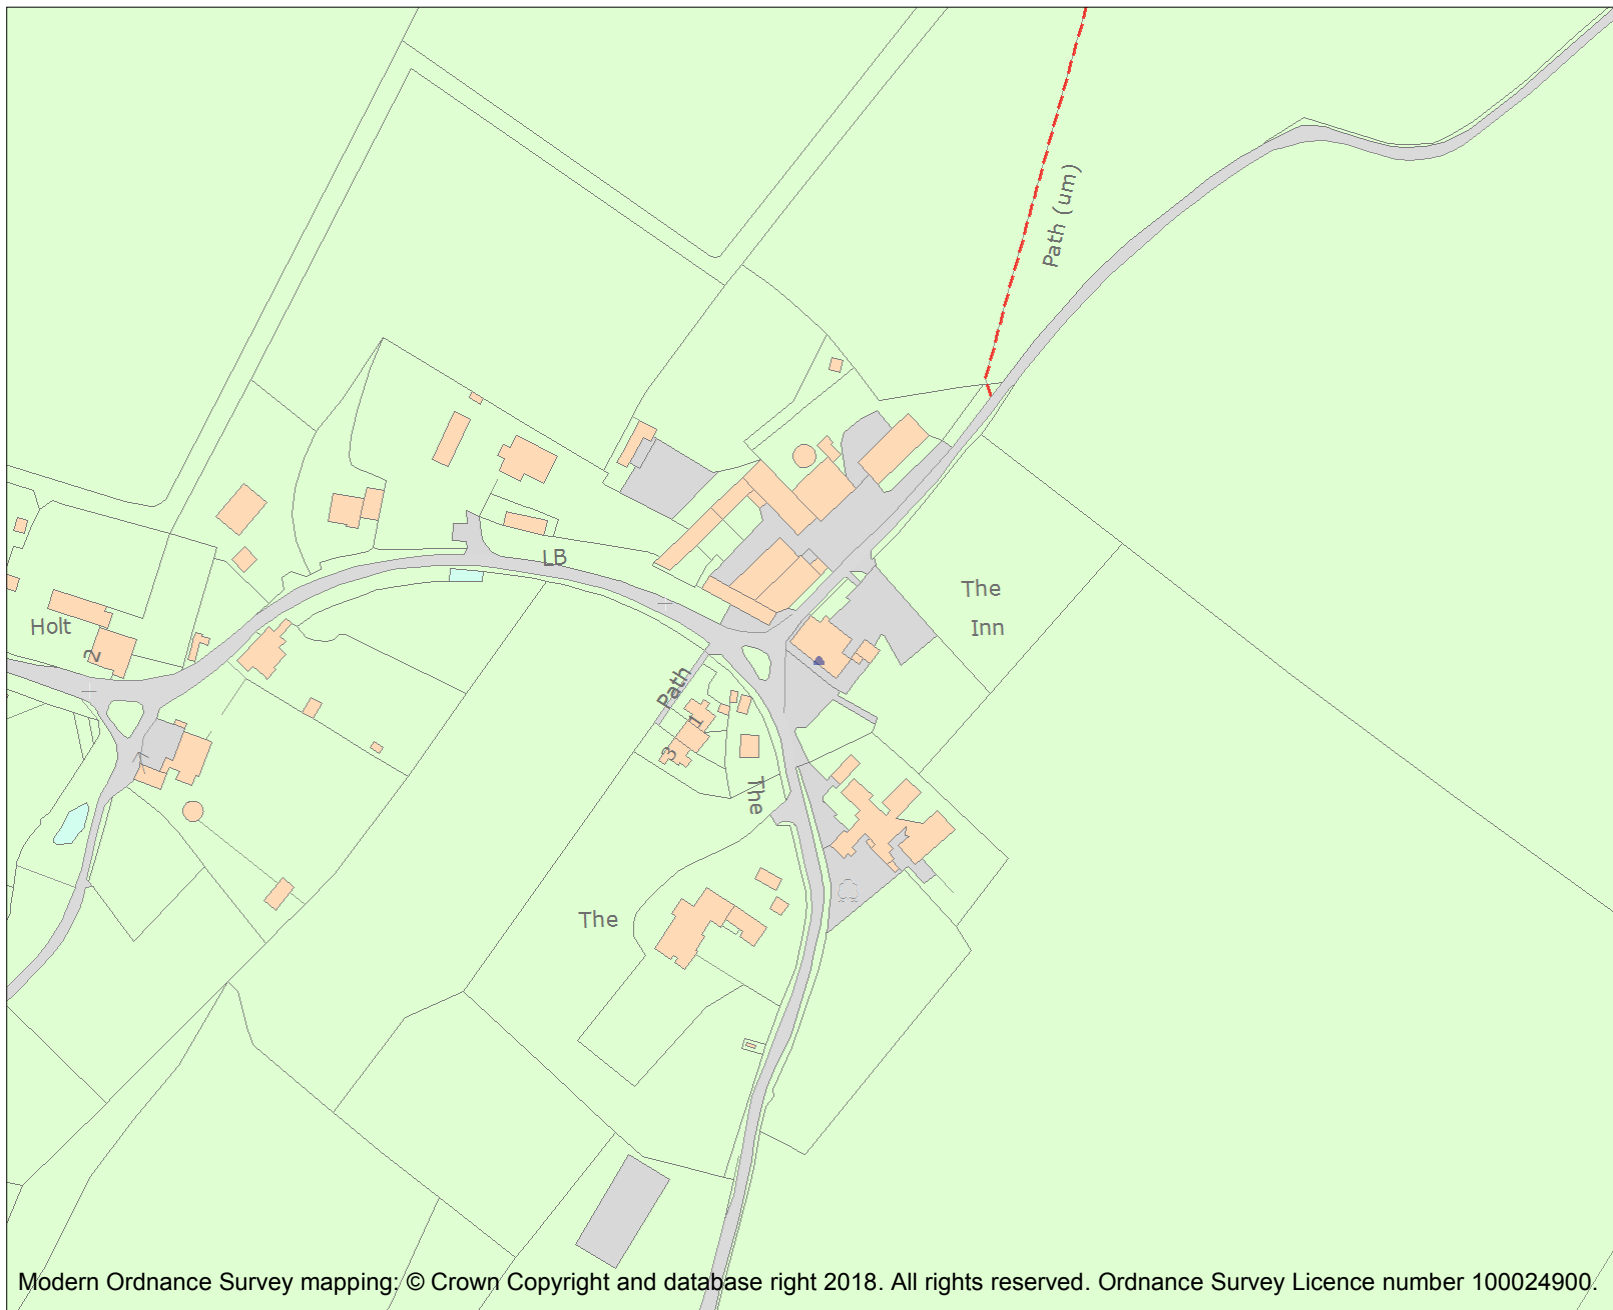 Path (um)
LB
The
Inn
Holt
2
Path
1
3
The
The
Modern Ordnance Survey mapping: © Crown Copyright and database right 2018. All rights reserved. Ordnance Survey Licence number 100024900.